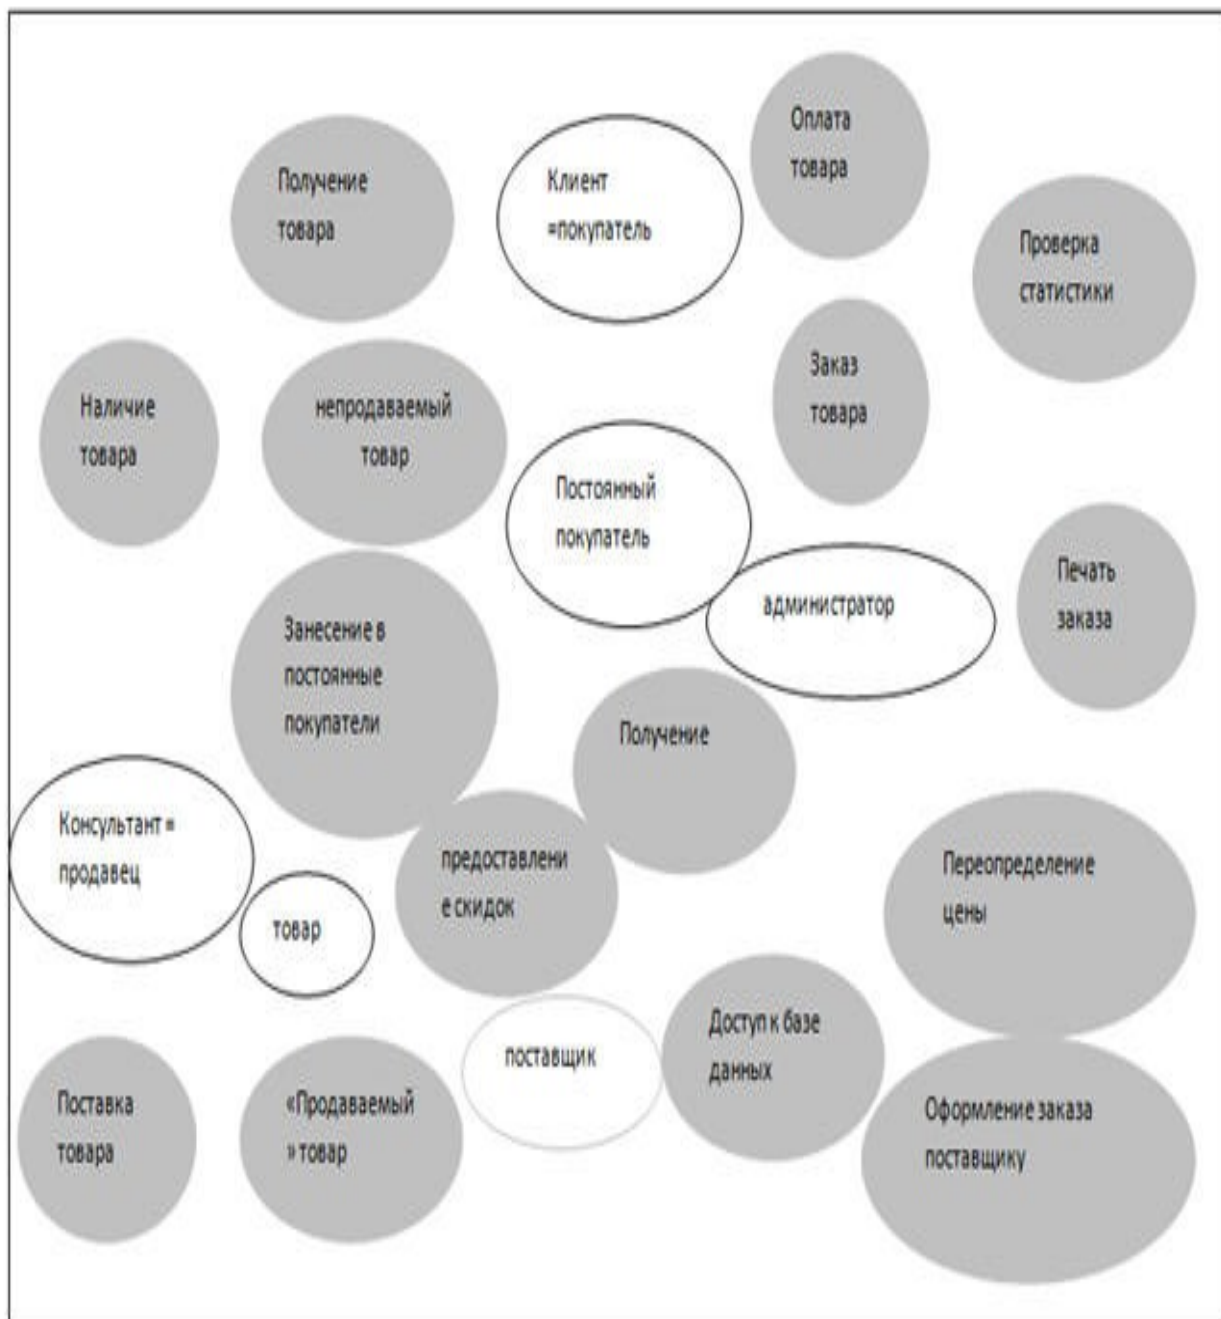 Оплата
товара
Получение
товара
Клиент
=покупатель
Проверка
статистики
Заказ
товара
Наличие
товара
непродаваемый
товар
Постоянный
покупатель
администратор
Печать
заказа
Занесение в
постоянные
покупатели
Получение
Консультант =
продавец
товар
предоставлени
е скидок
Переопределение
цены
поставщик
Доступ к базе
данных
Поставка
товара
«Продаваемый
» товар
Оформление заказа
поставщику